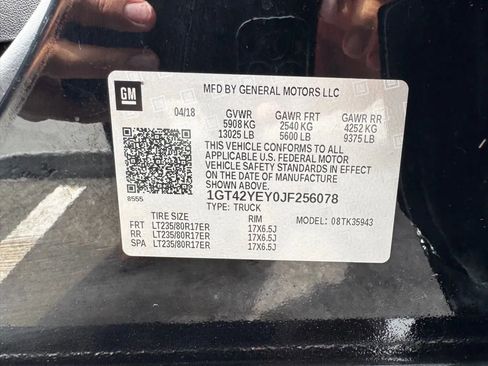 GM
MFD BY GENERAL MOTORS LLC
04/18 GVWR GAWR FRT GAWR RR
5908 KG 2540 KG 4252 KG
13025 LB 5600 LB 9375 LB
THIS VEHICLE CONFORMS TO ALL
APPLICABLE U.S. FEDERAL MOTOR
VEHICLE SAFETY STANDARDS IN EFFECT
ON THE DATE OF MANUFACTURE
SHOWN ABOVE.
8555 1GT42YEY0JF256078
TYPE: TRUCK
TIRE SIZE RIM MODEL: 08TK35943
FRT LT235/80R17ER 17X6.5J
RR LT235/80R17ER 17X6.5J
SPA LT235/80R17ER 17X6.5J